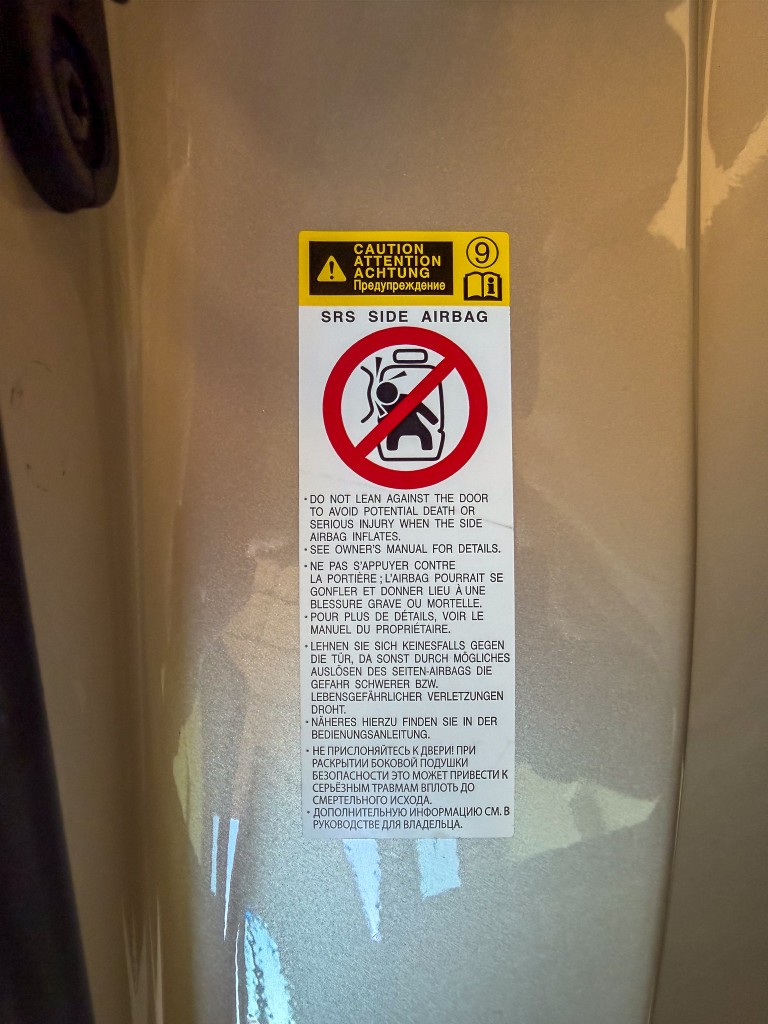 CAUTION
ATTENTION
ACHTUNG
Предупреждение
9
SRS SIDE AIRBAG
• DO NOT LEAN AGAINST THE DOOR
TO AVOID POTENTIAL DEATH OR
SERIOUS INJURY WHEN THE SIDE
AIRBAG INFLATES.
• SEE OWNER'S MANUAL FOR DETAILS.
• NE PAS S'APPUYER CONTRE
LA PORTIÈRE ; L'AIRBAG POURRAIT SE
GONFLER ET DONNER LIEU À UNE
BLESSURE GRAVE OU MORTELLE.
• POUR PLUS DE DÉTAILS, VOIR LE
MANUEL DU PROPRIÉTAIRE.
• LEHNEN SIE SICH KEINESFALLS GEGEN
DIE TÜR, DA SONST DURCH MÖGLICHES
AUSLÖSEN DES SEITEN-AIRBAGS DIE
GEFAHR SCHWERER BZW.
LEBENSGEFÄHRLICHER VERLETZUNGEN
DROHT.
• NÄHERES HIERZU FINDEN SIE IN DER
BEDIENUNGSANLEITUNG.
• НЕ ПРИСЛОНЯЙТЕСЬ К ДВЕРИ! ПРИ
РАСКРЫТИИ БОКОВОЙ ПОДУШКИ
БЕЗОПАСНОСТИ ЭТО МОЖЕТ ПРИВЕСТИ К
СЕРЬЁЗНЫМ ТРАВМАМ ВПЛОТЬ ДО
СМЕРТЕЛЬНОГО ИСХОДА.
• ДОПОЛНИТЕЛЬНУЮ ИНФОРМАЦИЮ СМ. В
РУКОВОДСТВЕ ДЛЯ ВЛАДЕЛЬЦА.